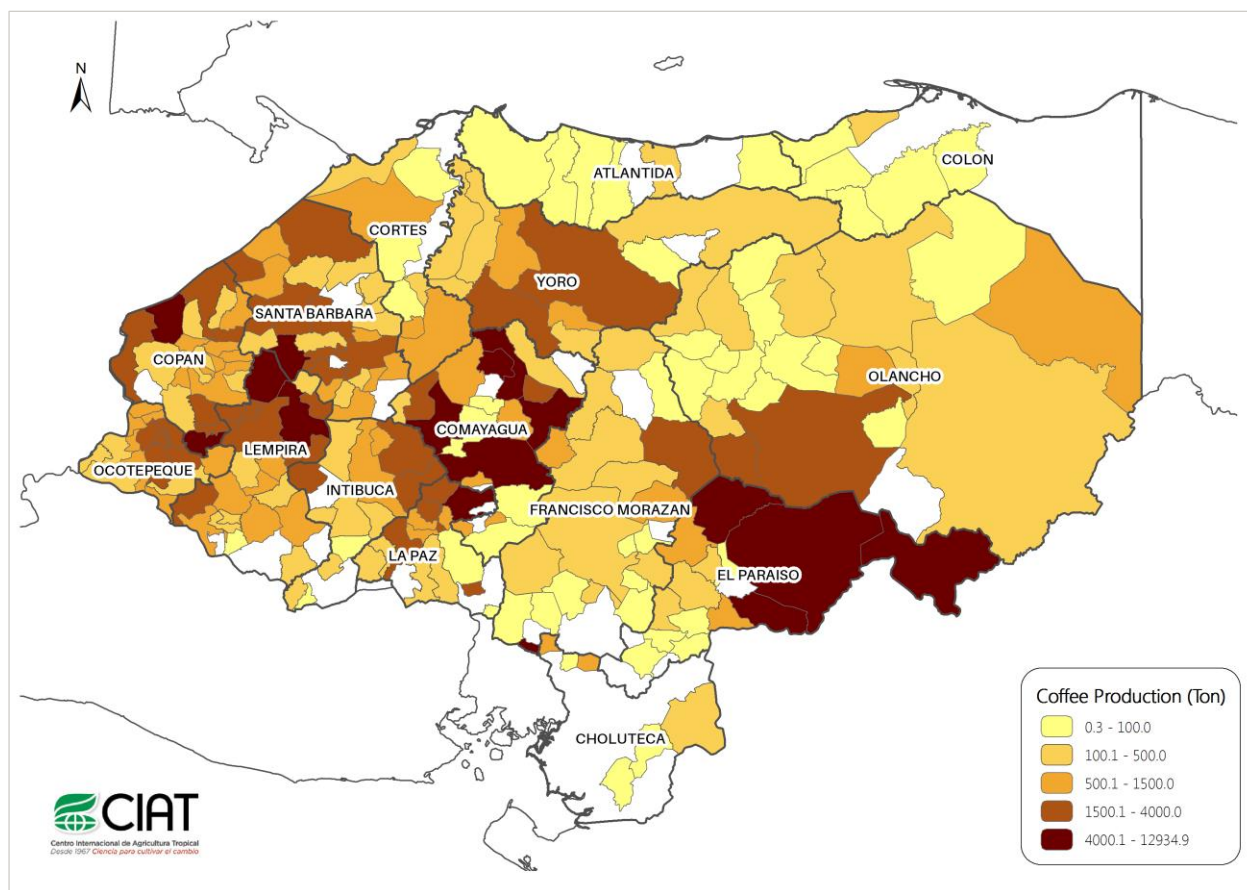 N
ATLANTIDA
COLON
CORTES
YORO
SANTA BARBARA
COPAN
OLANCHO
COMAYAGUA
LEMPIRA
OCOTEPEQUE
INTIBUCA
FRANCISCO MORAZAN
LA PAZ
EL PARAISO
CHOLUTECA
Coffee Production (Ton)
0.3 - 100.0
100.1 - 500.0
500.1 - 1500.0
1500.1 - 4000.0
4000.1 - 12934.9
CIAT
Centro Internacional de Agricultura Tropical
Desde 1967 Ciencia para cultivar el cambio